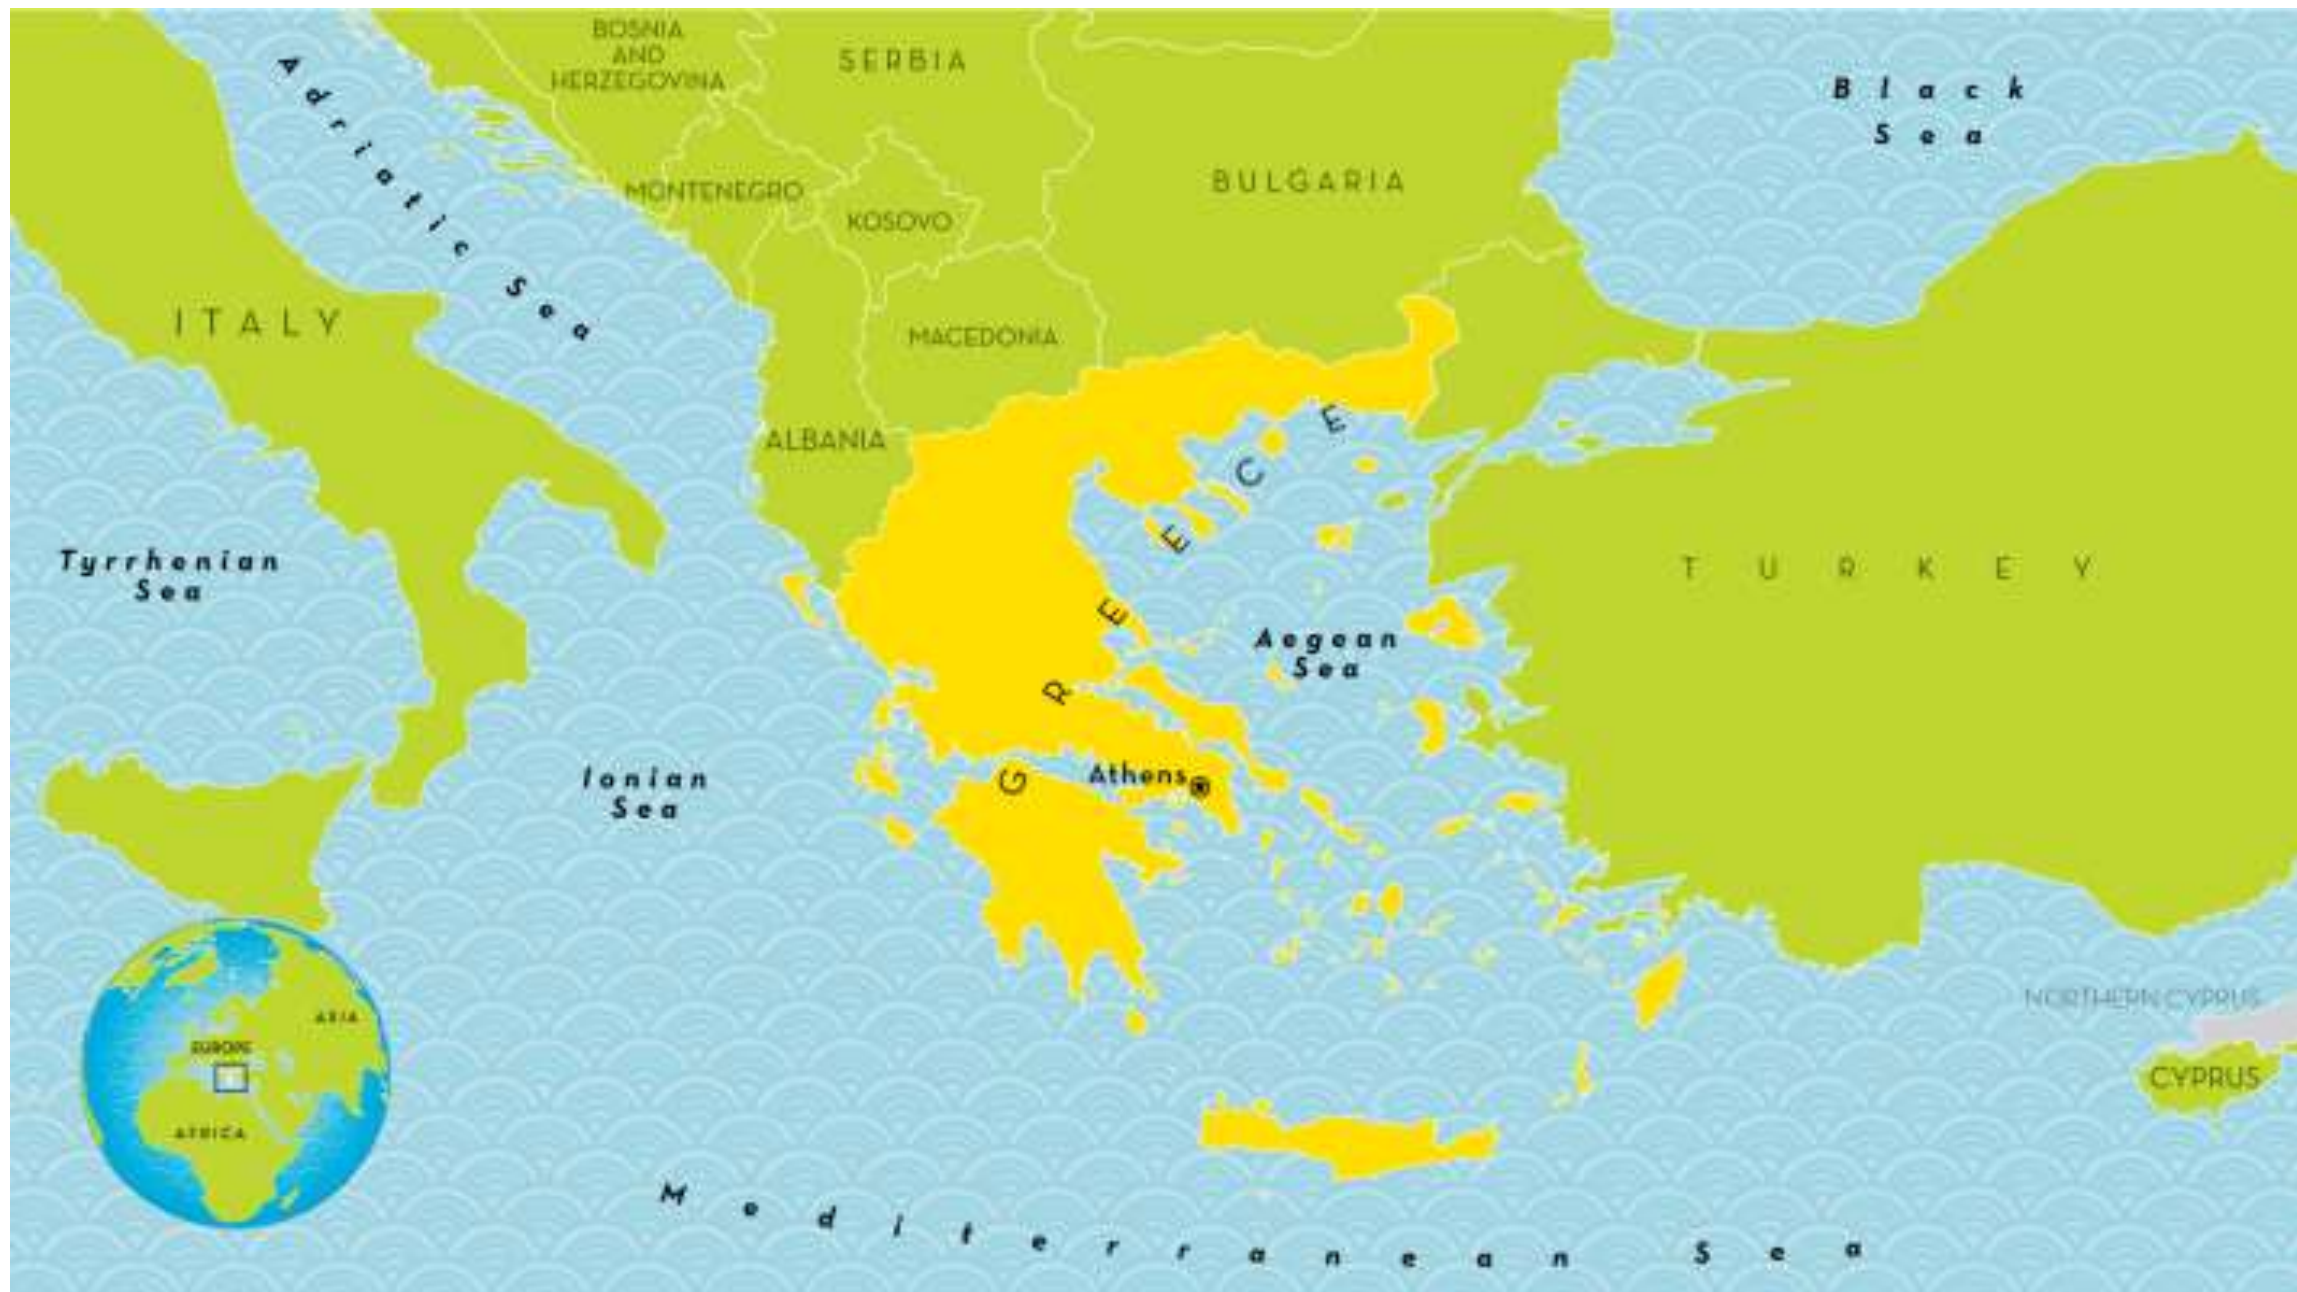 BOSNIA
AND
HERZEGOVINA
SERBIA
Adriatic Sea
Black
Sea
MONTENEGRO
KOSOVO
BULGARIA
ITALY
MACEDONIA
ALBANIA
GREECE
Tyrrhenian
Sea
TURKEY
Aegean
Sea
Ionian
Sea
Athens
NORTHERN CYPRUS
CYPRUS
ASIA
EUROPE
AFRICA
Mediterranean Sea